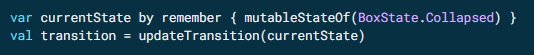 var currentState by remember { mutableStateOf(BoxState.Collapsed) }
val transition = updateTransition(currentState)